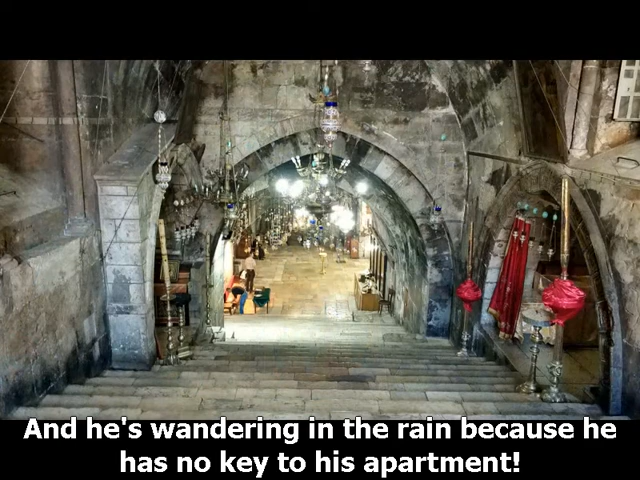 And he's wandering in the rain because he
has no key to his apartment!